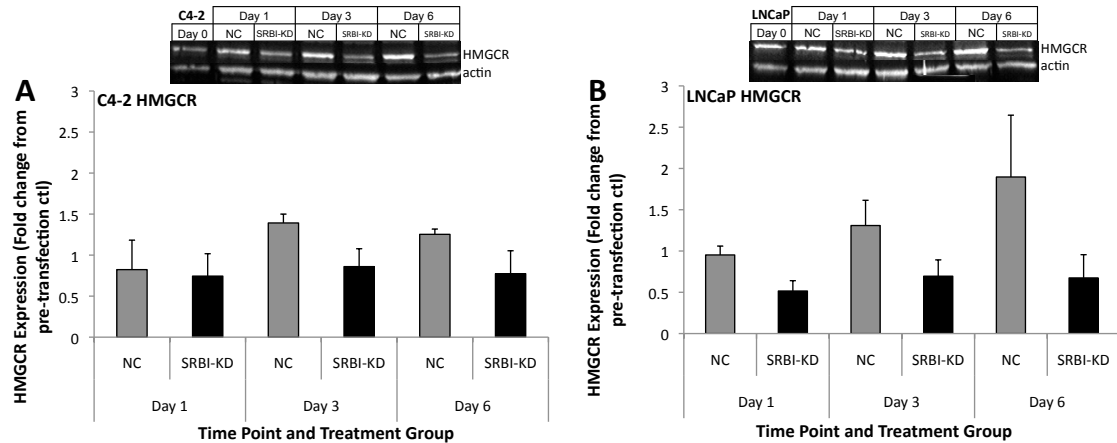 C4-2 Day 1 Day 3 Day 6
Day 0 NC SRBI-KD NC SRBI-KD NC SRBI-KD
HMGCR
actin
A
C4-2 HMGCR
HMGCR Expression (Fold change from
pre-transfection ctl)
3
2.5
2
1.5
1
0.5
0
NC SRBI-KD NC SRBI-KD NC SRBI-KD
Day 1 Day 3 Day 6
Time Point and Treatment Group
LNCaP Day 1 Day 3 Day 6
Day 0 NC SRBI-KD NC SRBI-KD NC SRBI-KD
HMGCR
actin
B
LNCaP HMGCR
HMGCR Expression (Fold change from
pre-transfection ctl)
3
2.5
2
1.5
1
0.5
0
NC SRBI-KD NC SRBI-KD NC SRBI-KD
Day 1 Day 3 Day 6
Time Point and Treatment Group